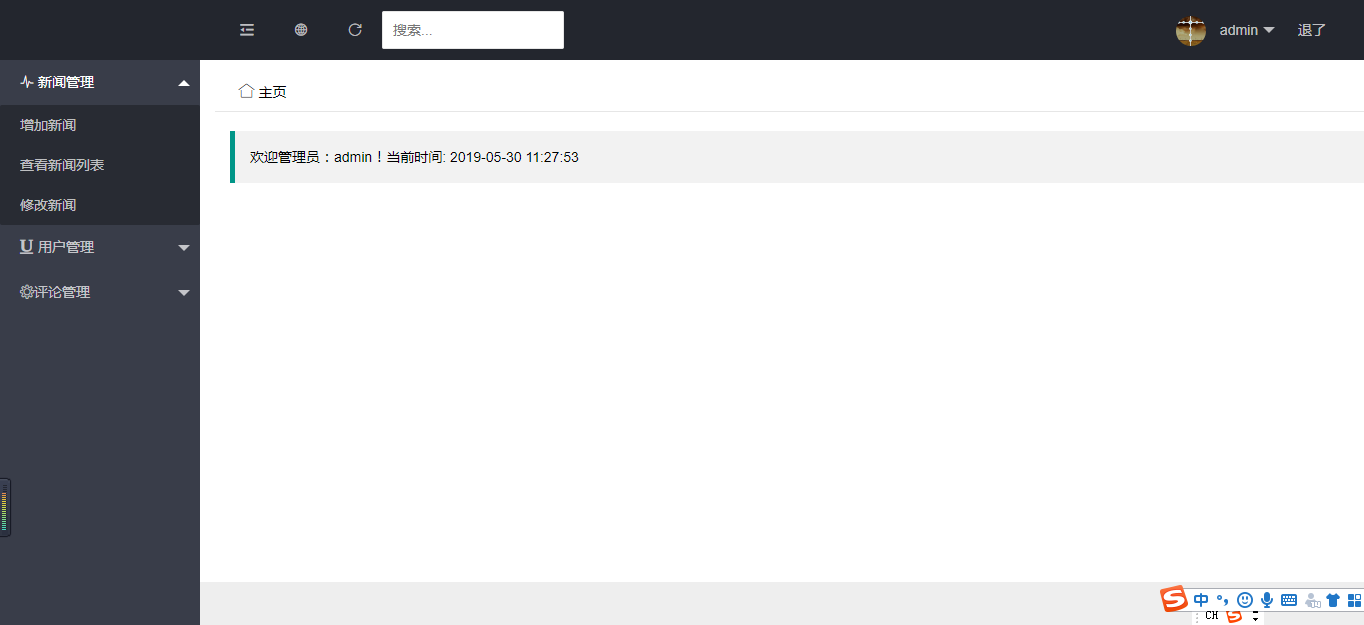 搜索...
admin
退了
新闻管理
主页
增加新闻
欢迎管理员：admin！当前时间: 2019-05-30 11:27:53
查看新闻列表
修改新闻
U 用户管理
评论管理
S 中
CH S